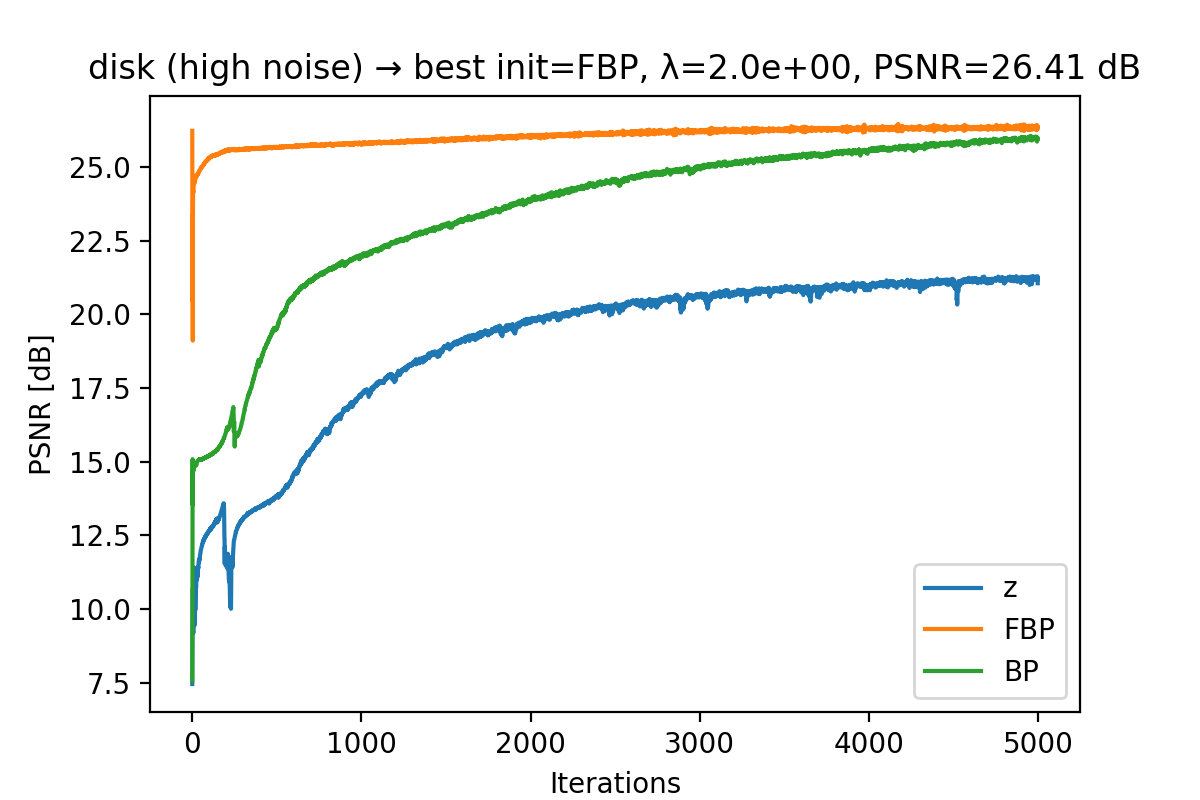 disk (high noise) → best init=FBP, λ=2.0e+00, PSNR=26.41 dB
PSNR [dB]
25.0
22.5
20.0
17.5
15.0
12.5
10.0
7.5
z
FBP
BP
0 1000 2000 3000 4000 5000
Iterations